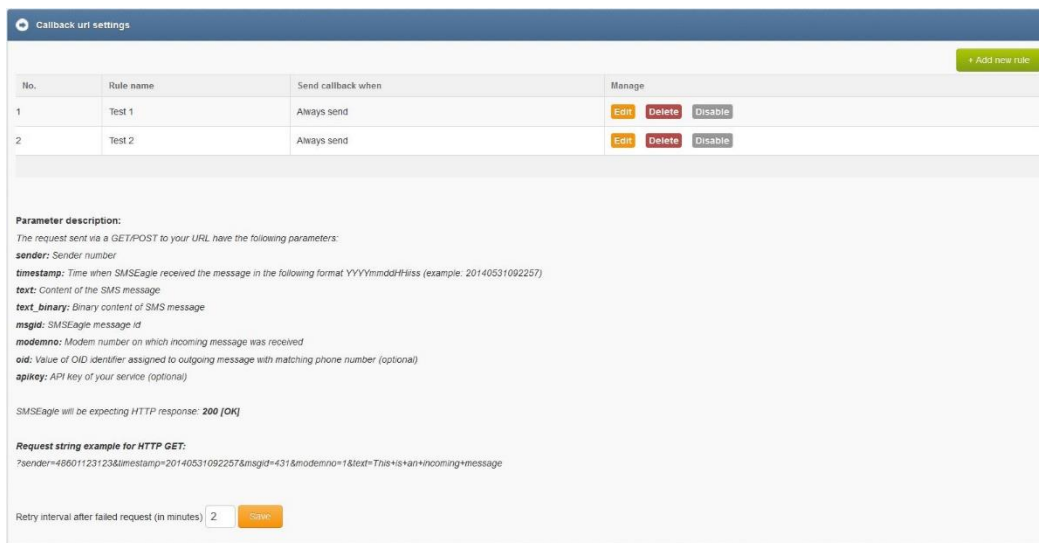 Callback url settings
+ Add new rule
No. Rule name Send callback when Manage
1 Test 1 Always send Edit Delete Disable
2 Test 2 Always send Edit Delete Disable
Parameter description:
The request sent via a GET/POST to your URL have the following parameters:
sender: Sender number
timestamp: Time when SMSEagle received the message in the following format YYYYmmddHHiiss (example: 20140531092257)
text: Content of the SMS message
text_binary: Binary content of SMS message
msgid: SMSEagle message id
modemno: Modem number on which incoming message was received
oid: Value of OID identifier assigned to outgoing message with matching phone number (optional)
apikey: API key of your service (optional)
SMSEagle will be expecting HTTP response: 200 [OK]
Request string example for HTTP GET:
?sender=48601123123&timestamp=20140531092257&msgid=431&modemno=1&text=This+is+an+incoming+message
Retry interval after failed request (in minutes) 2 Save